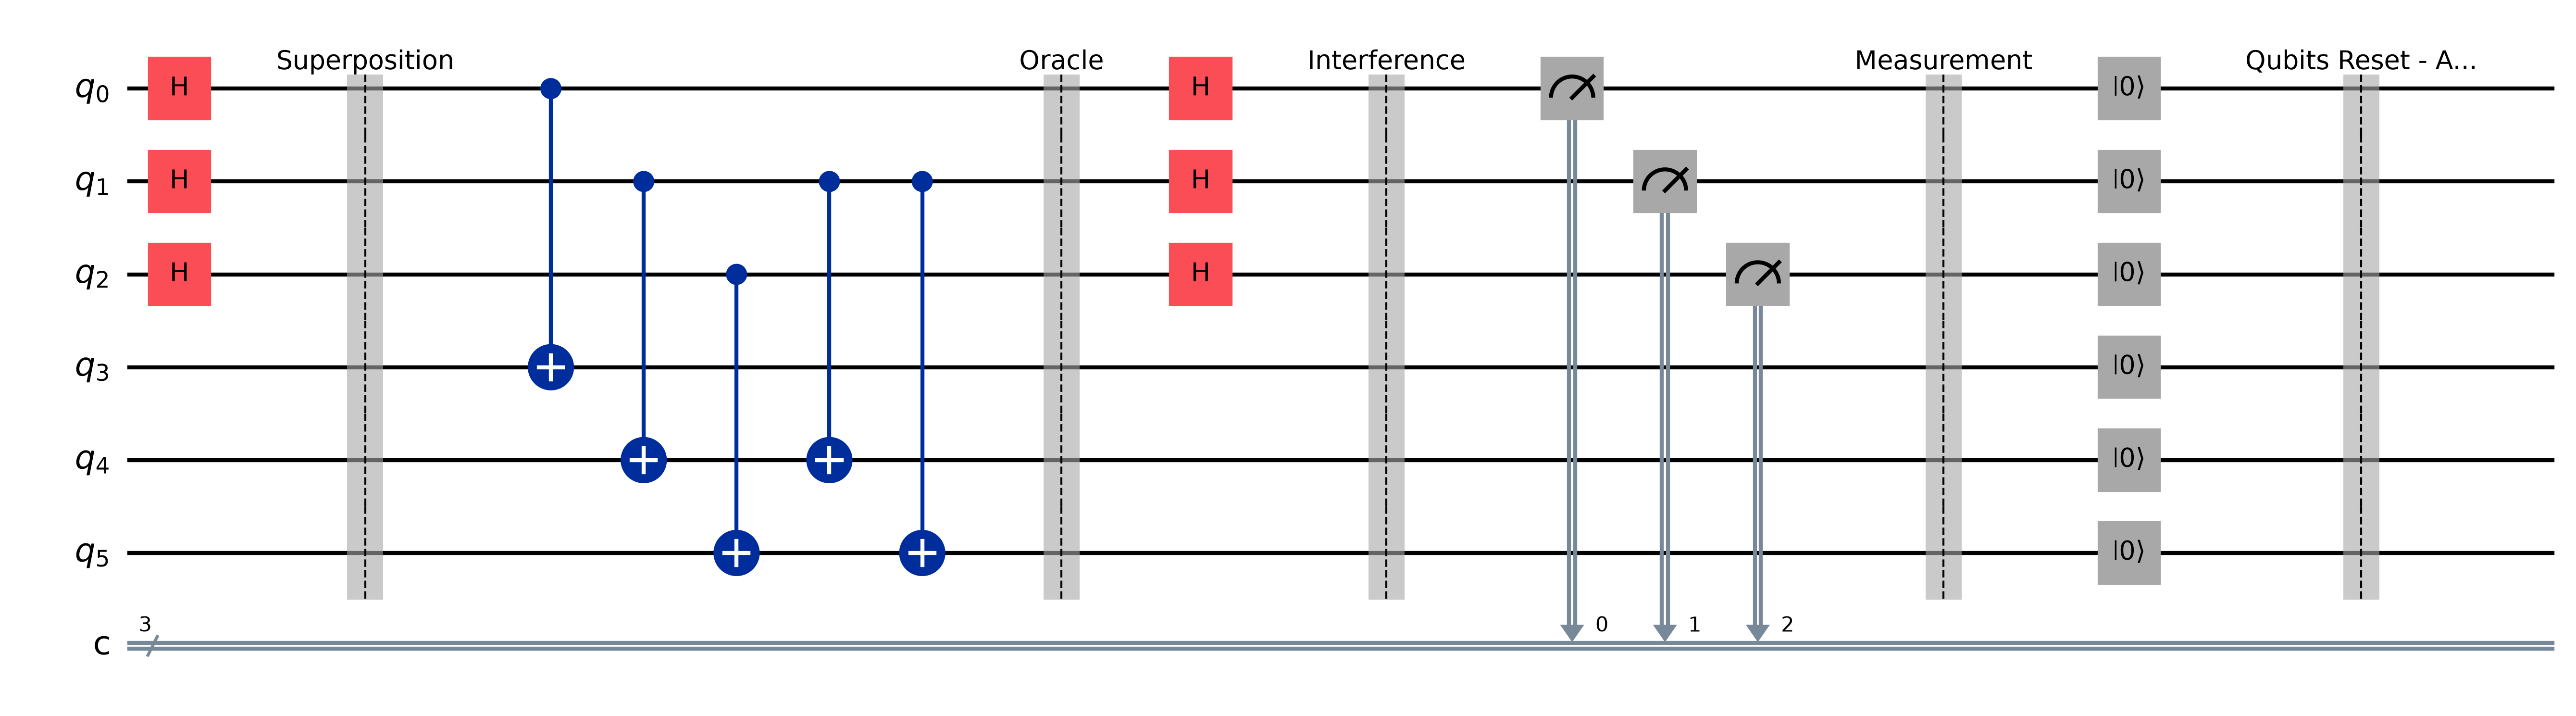 Superposition Oracle Interference Measurement Qubits Reset - A...
q0 H H |0⟩
q1 H H |0⟩
q2 H H |0⟩
q3 |0⟩
q4 |0⟩
q5 |0⟩
3 0 1 2
c